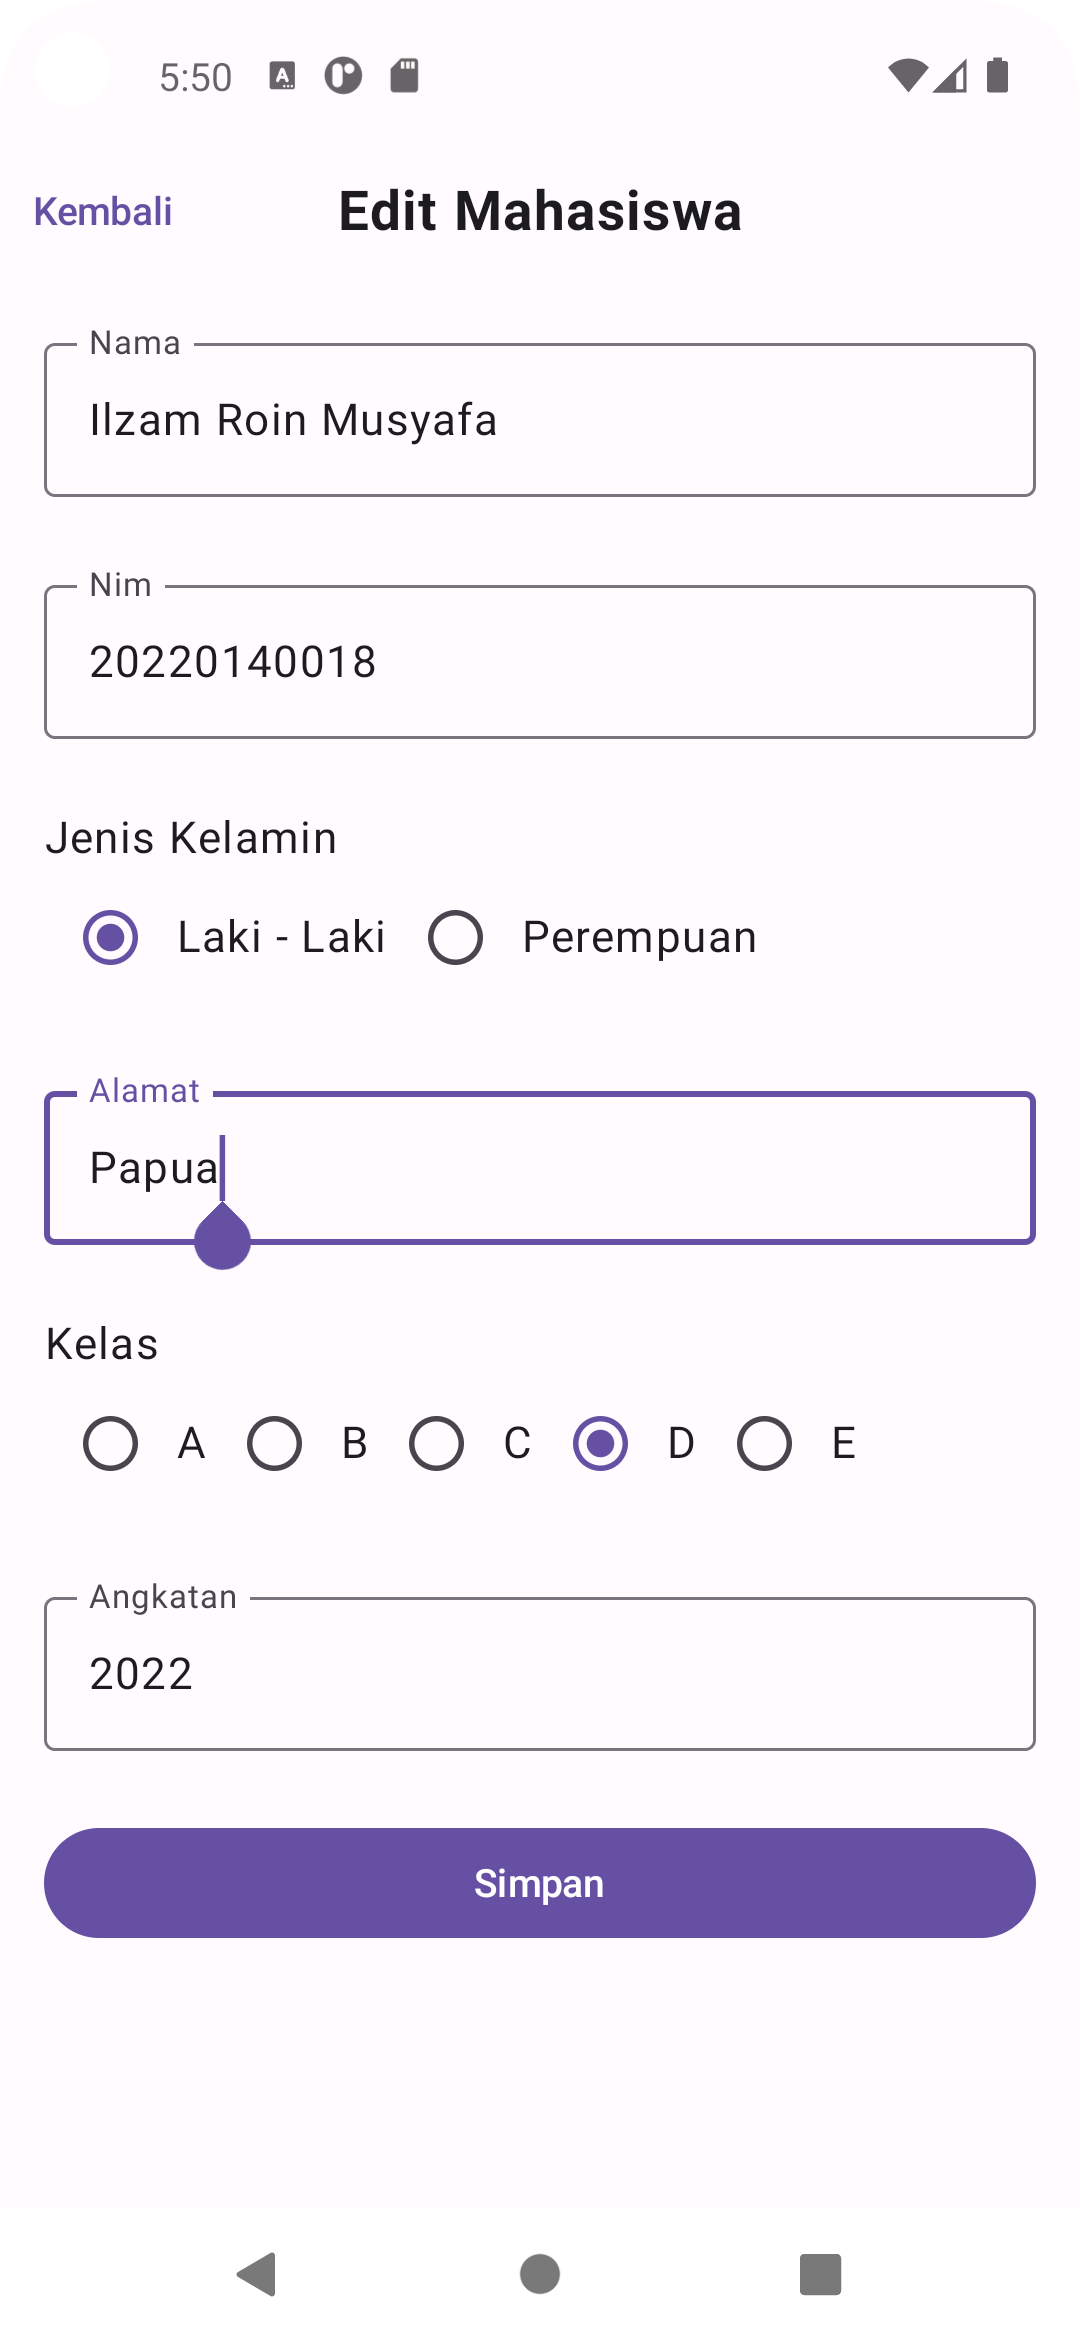 5:50
Kembali
Edit Mahasiswa
Nama
Ilzam Roin Musyafa
Nim
20220140018
Jenis Kelamin
Laki - Laki
Perempuan
Alamat
Papua
Kelas
A B C D E
Angkatan
2022
Simpan